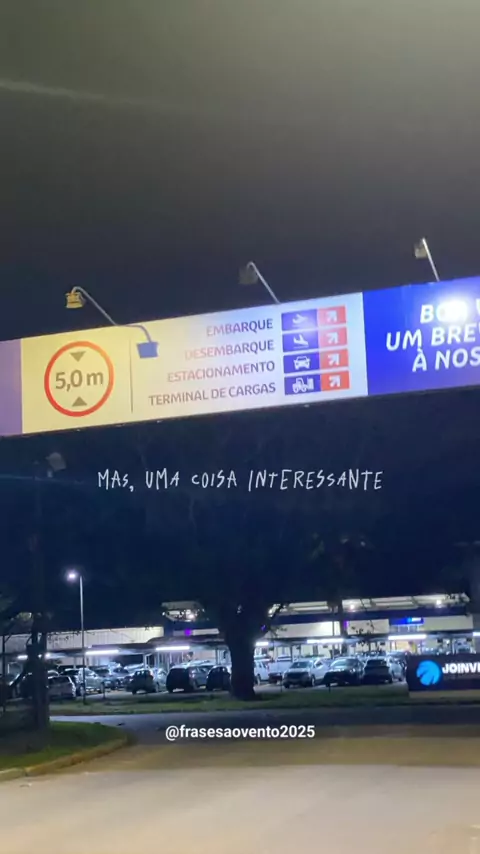 EMBARQUE
DESEMBARQUE
ESTACIONAMENTO
TERMINAL DE CARGAS
5,0 m
UM BRE
À NOS
MAS, UMA COISA INTERESSANTE
JOINV
@frasesaovento2025